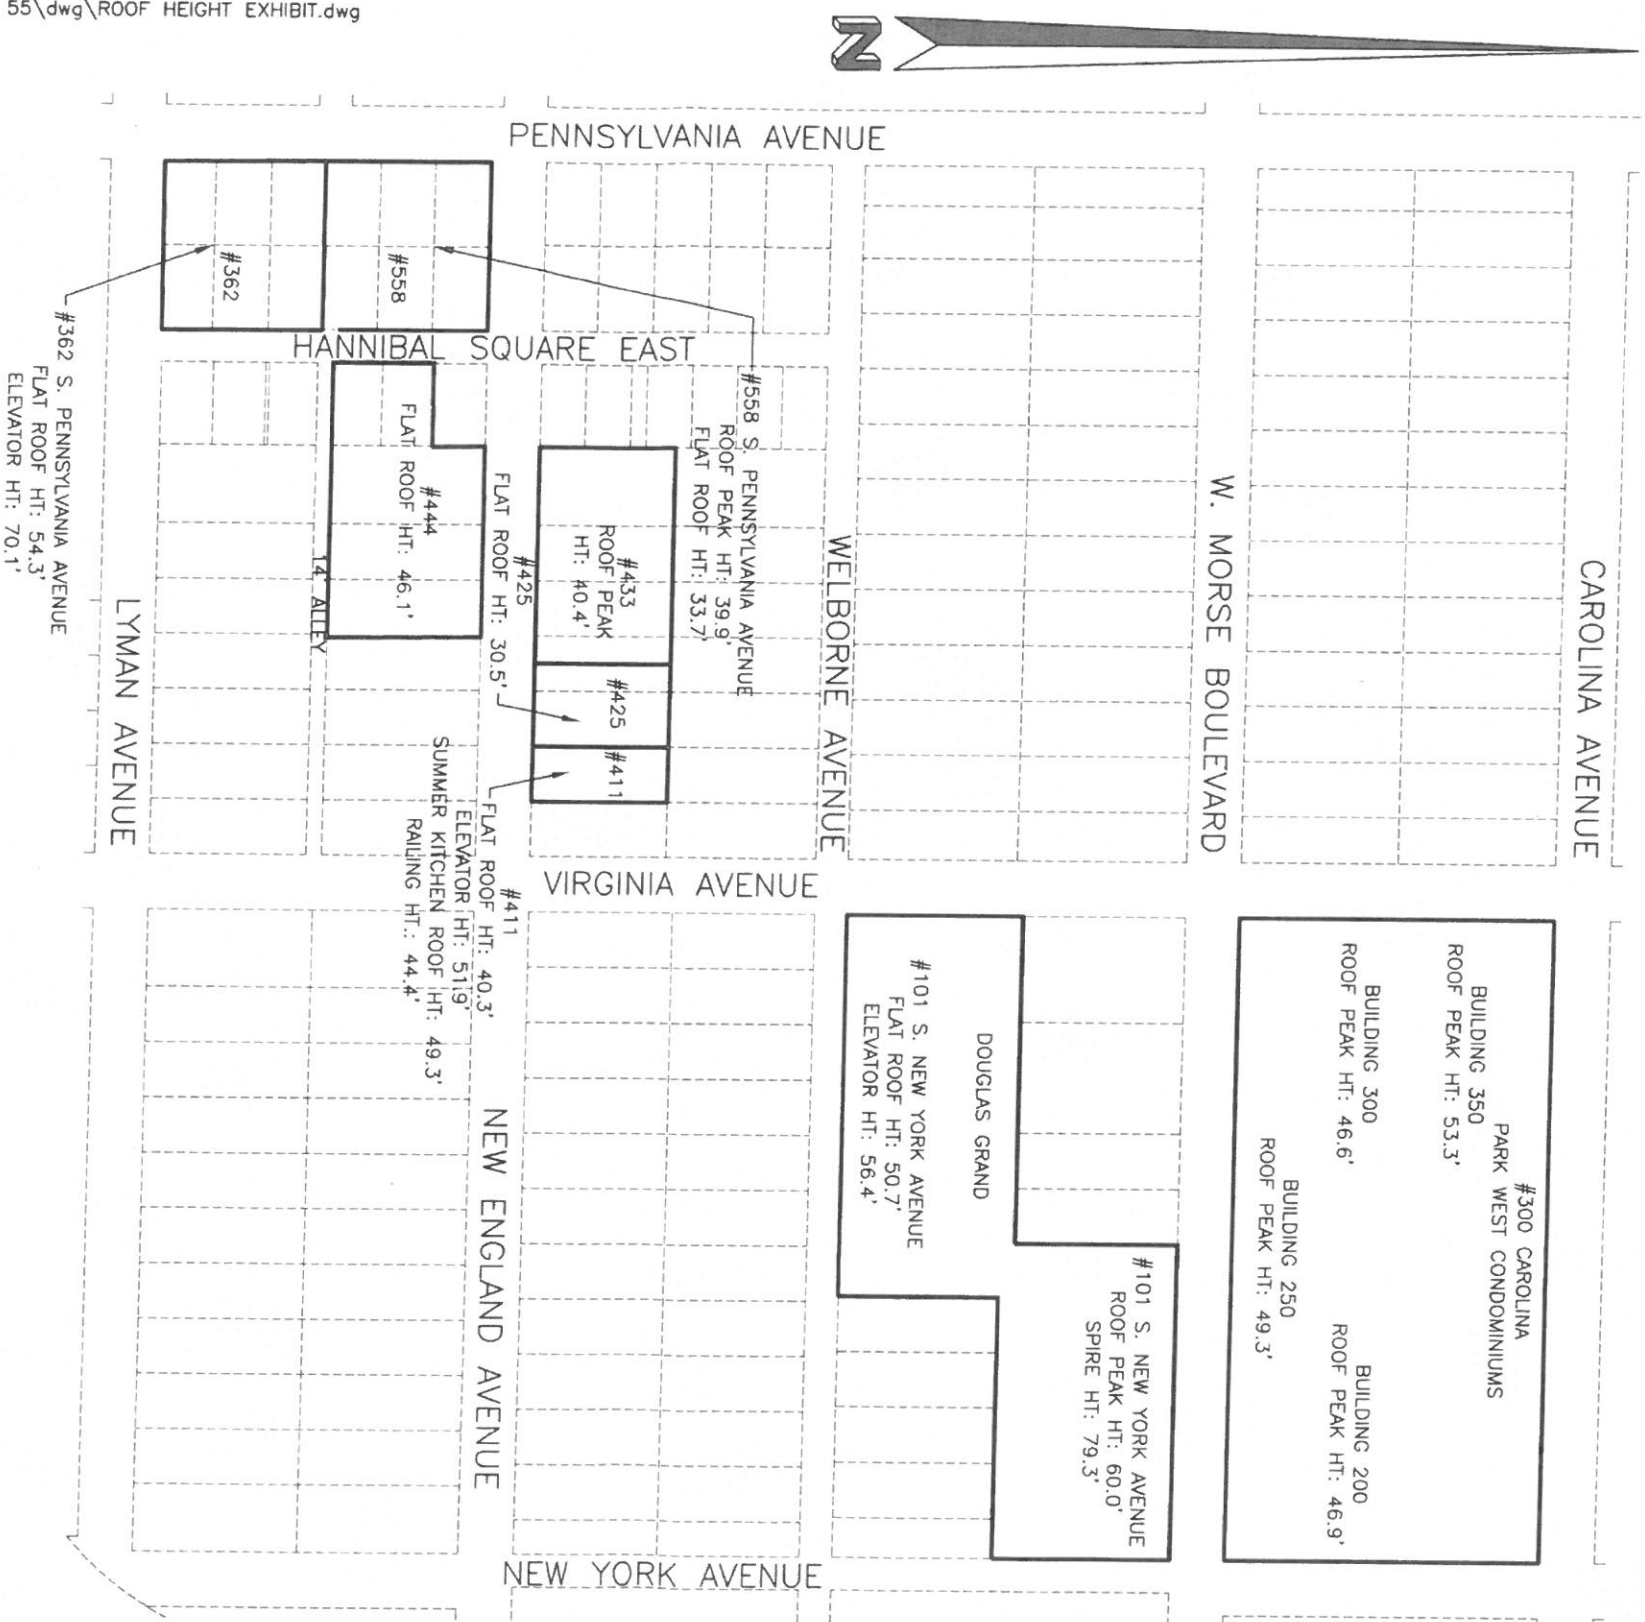 55\dwg\ROOF HEIGHT EXHIBIT.dwg
N
PENNSYLVANIA AVENUE
#362
#558
HANNIBAL SQUARE EAST
#362 S. PENNSYLVANIA AVENUE
FLAT ROOF HT: 54.3'
ELEVATOR HT: 70.1'
#558 S. PENNSYLVANIA AVENUE
ROOF PEAK HT: 39.9'
FLAT ROOF HT: 33.7'
#444
FLAT ROOF HT: 46.1'
14' ALLEY
#433
ROOF PEAK
HT: 40.4'
#425
FLAT ROOF HT: 30.5'
#425
#411
#411
FLAT ROOF HT: 40.3'
ELEVATOR HT: 51.9'
SUMMER KITCHEN ROOF HT: 49.3'
RAILING HT.: 44.4'
LYMAN AVENUE
WELBORNE AVENUE
W. MORSE BOULEVARD
CAROLINA AVENUE
VIRGINIA AVENUE
NEW ENGLAND AVENUE
DOUGLAS GRAND
#101 S. NEW YORK AVENUE
FLAT ROOF HT: 50.7'
ELEVATOR HT: 56.4'
#101 S. NEW YORK AVENUE
ROOF PEAK HT: 60.0'
SPIRE HT: 79.3'
#300 CAROLINA
PARK WEST CONDOMINIUMS
BUILDING 350
ROOF PEAK HT: 53.3'
BUILDING 300
ROOF PEAK HT: 46.6'
BUILDING 250
ROOF PEAK HT: 49.3'
BUILDING 200
ROOF PEAK HT: 46.9'
NEW YORK AVENUE